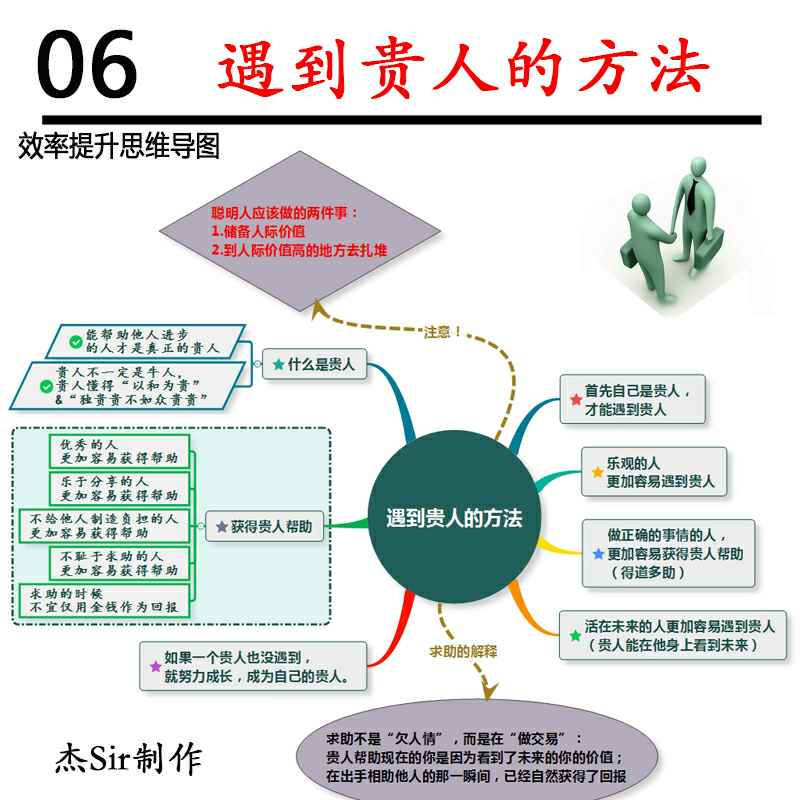 06 遇到贵人的方法
效率提升思维导图
聪明人应该做的两件事：
1.储备人际价值
2.到人际价值高的地方去扎堆
注意！
能帮助他人进步
的人才是真正的贵人
贵人不一定是牛人，
贵人懂得“以和为贵”
&“独贵贵不如众贵贵”
什么是贵人
首先自己是贵人，
才能遇到贵人
乐观的人
更加容易遇到贵人
优秀的人
更加容易获得帮助
乐于分享的人
更加容易获得帮助
不给他人制造负担的人
更加容易获得帮助
不耻于求助的人
更加容易获得帮助
求助的时候
不宜仅用金钱作为回报
获得贵人帮助
遇到贵人的方法
做正确的事情的人，
更加容易获得贵人帮助
（得道多助）
活在未来的人更加容易遇到贵人
（贵人能在他身上看到未来）
如果一个贵人也没遇到，
就努力成长，成为自己的贵人。
求助的解释
求助不是“欠人情”，而是在“做交易”：
贵人帮助现在的你是因为看到了未来的你的价值；
在出手相助他人的那一瞬间，已经自然获得了回报
杰Sir制作